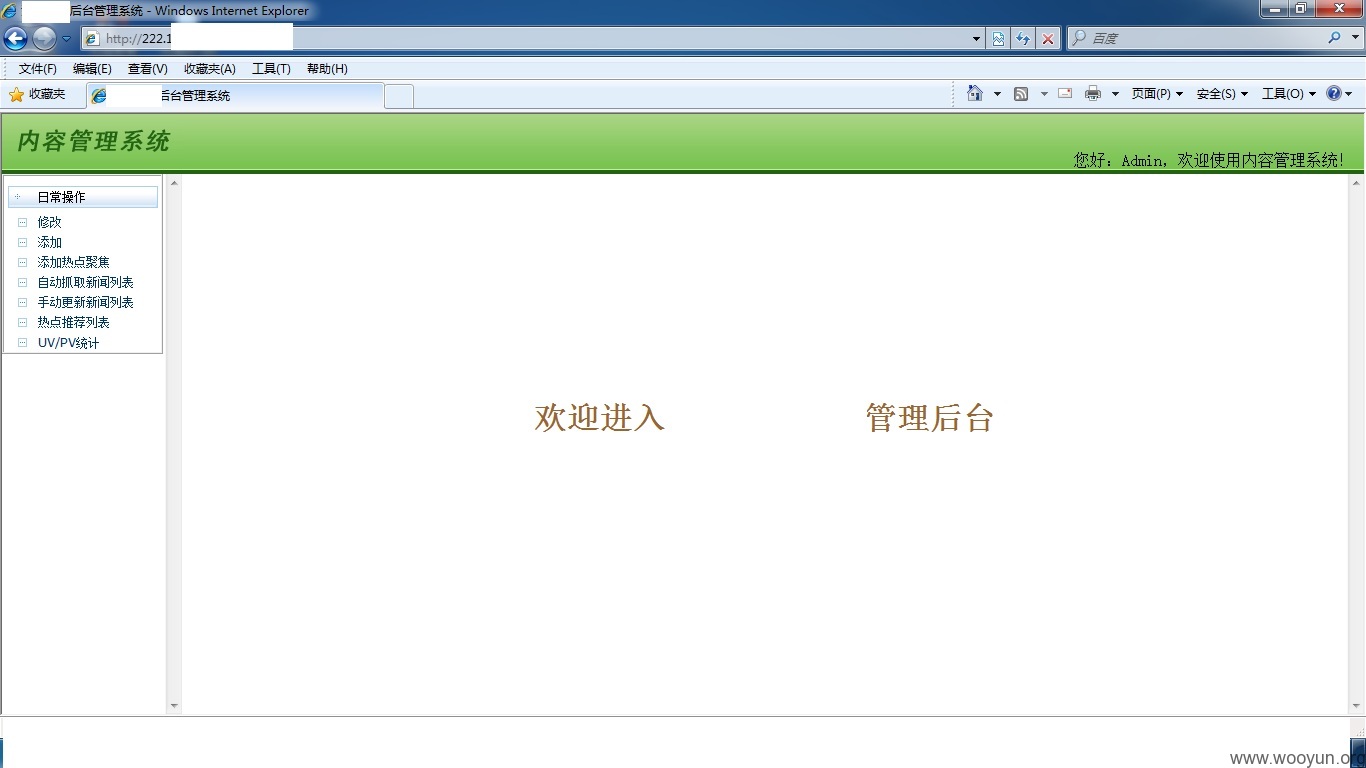 后台管理系统 - Windows Internet Explorer
http://222.1
百度
文件(F) 编辑(E) 查看(V) 收藏夹(A) 工具(T) 帮助(H)
收藏夹 后台管理系统 页面(P) 安全(S) 工具(O)
内容管理系统
您好：Admin，欢迎使用内容管理系统！
日常操作
修改
添加
添加热点聚焦
自动抓取新闻列表
手动更新新闻列表
热点推荐列表
UV/PV统计
欢迎进入 管理后台
www.wooyun.org